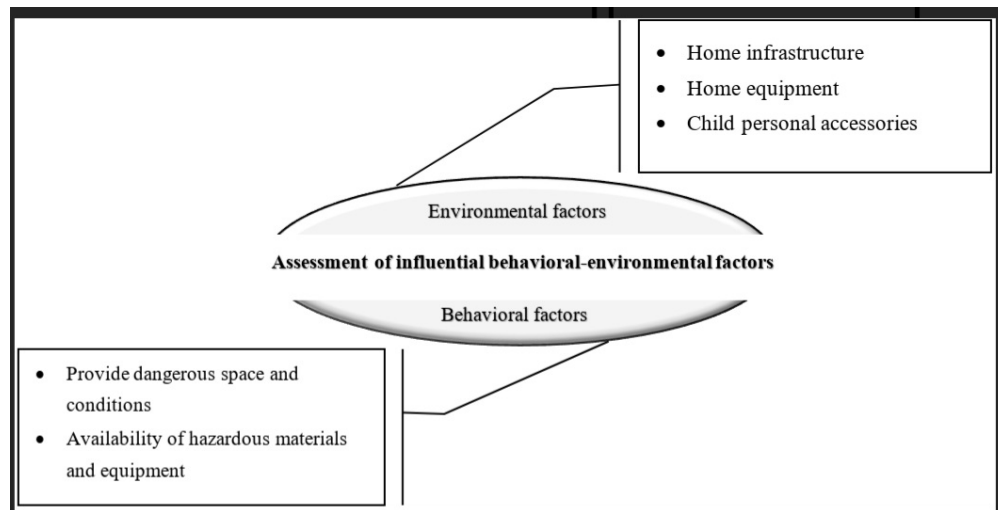 • Home infrastructure
• Home equipment
• Child personal accessories
Environmental factors
Assessment of influential behavioral-environmental factors
Behavioral factors
• Provide dangerous space and
conditions
• Availability of hazardous materials
and equipment